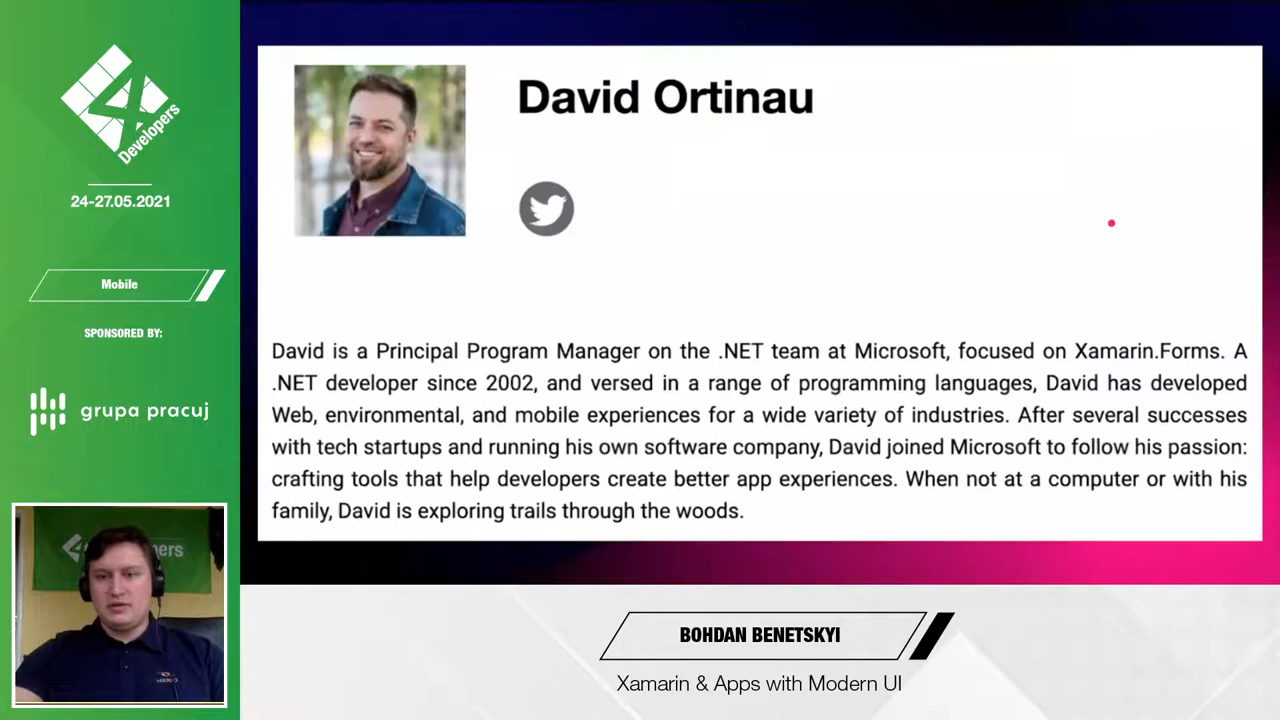 4
Developers
24-27.05.2021
Mobile
SPONSORED BY:
grupa pracuj
David Ortinau
David is a Principal Program Manager on the .NET team at Microsoft, focused on Xamarin.Forms. A
.NET developer since 2002, and versed in a range of programming languages, David has developed
Web, environmental, and mobile experiences for a wide variety of industries. After several successes
with tech startups and running his own software company, David joined Microsoft to follow his passion:
crafting tools that help developers create better app experiences. When not at a computer or with his
family, David is exploring trails through the woods.
BOHDAN BENETSKYI
Xamarin & Apps with Modern UI